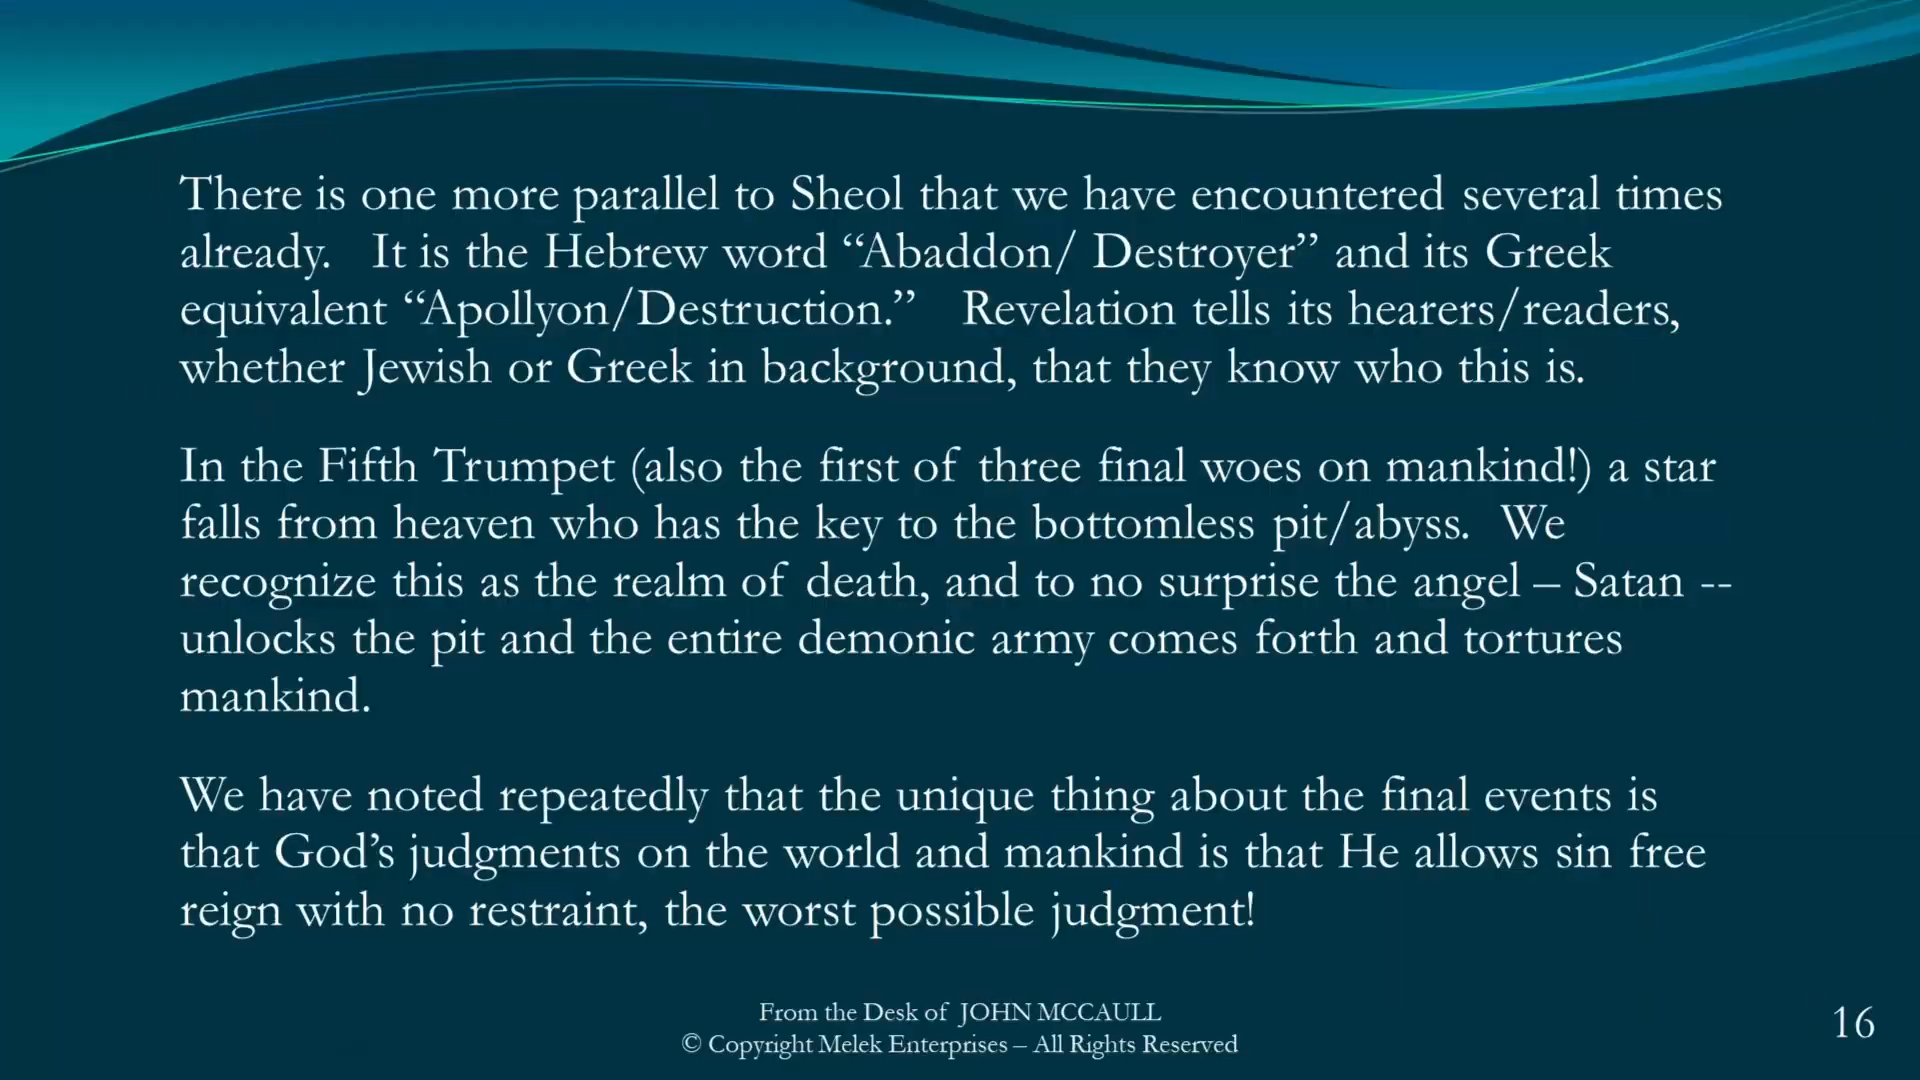 There is one more parallel to Sheol that we have encountered several times
already.   It is the Hebrew word “Abaddon/ Destroyer” and its Greek
equivalent “Apollyon/Destruction.”   Revelation tells its hearers/readers,
whether Jewish or Greek in background, that they know who this is.
In the Fifth Trumpet (also the first of three final woes on mankind!) a star
falls from heaven who has the key to the bottomless pit/abyss.  We
recognize this as the realm of death, and to no surprise the angel – Satan --
unlocks the pit and the entire demonic army comes forth and tortures
mankind.
We have noted repeatedly that the unique thing about the final events is
that God’s judgments on the world and mankind is that He allows sin free
reign with no restraint, the worst possible judgment!
From the Desk of JOHN MCCAULL
© Copyright Melek Enterprises – All Rights Reserved
16